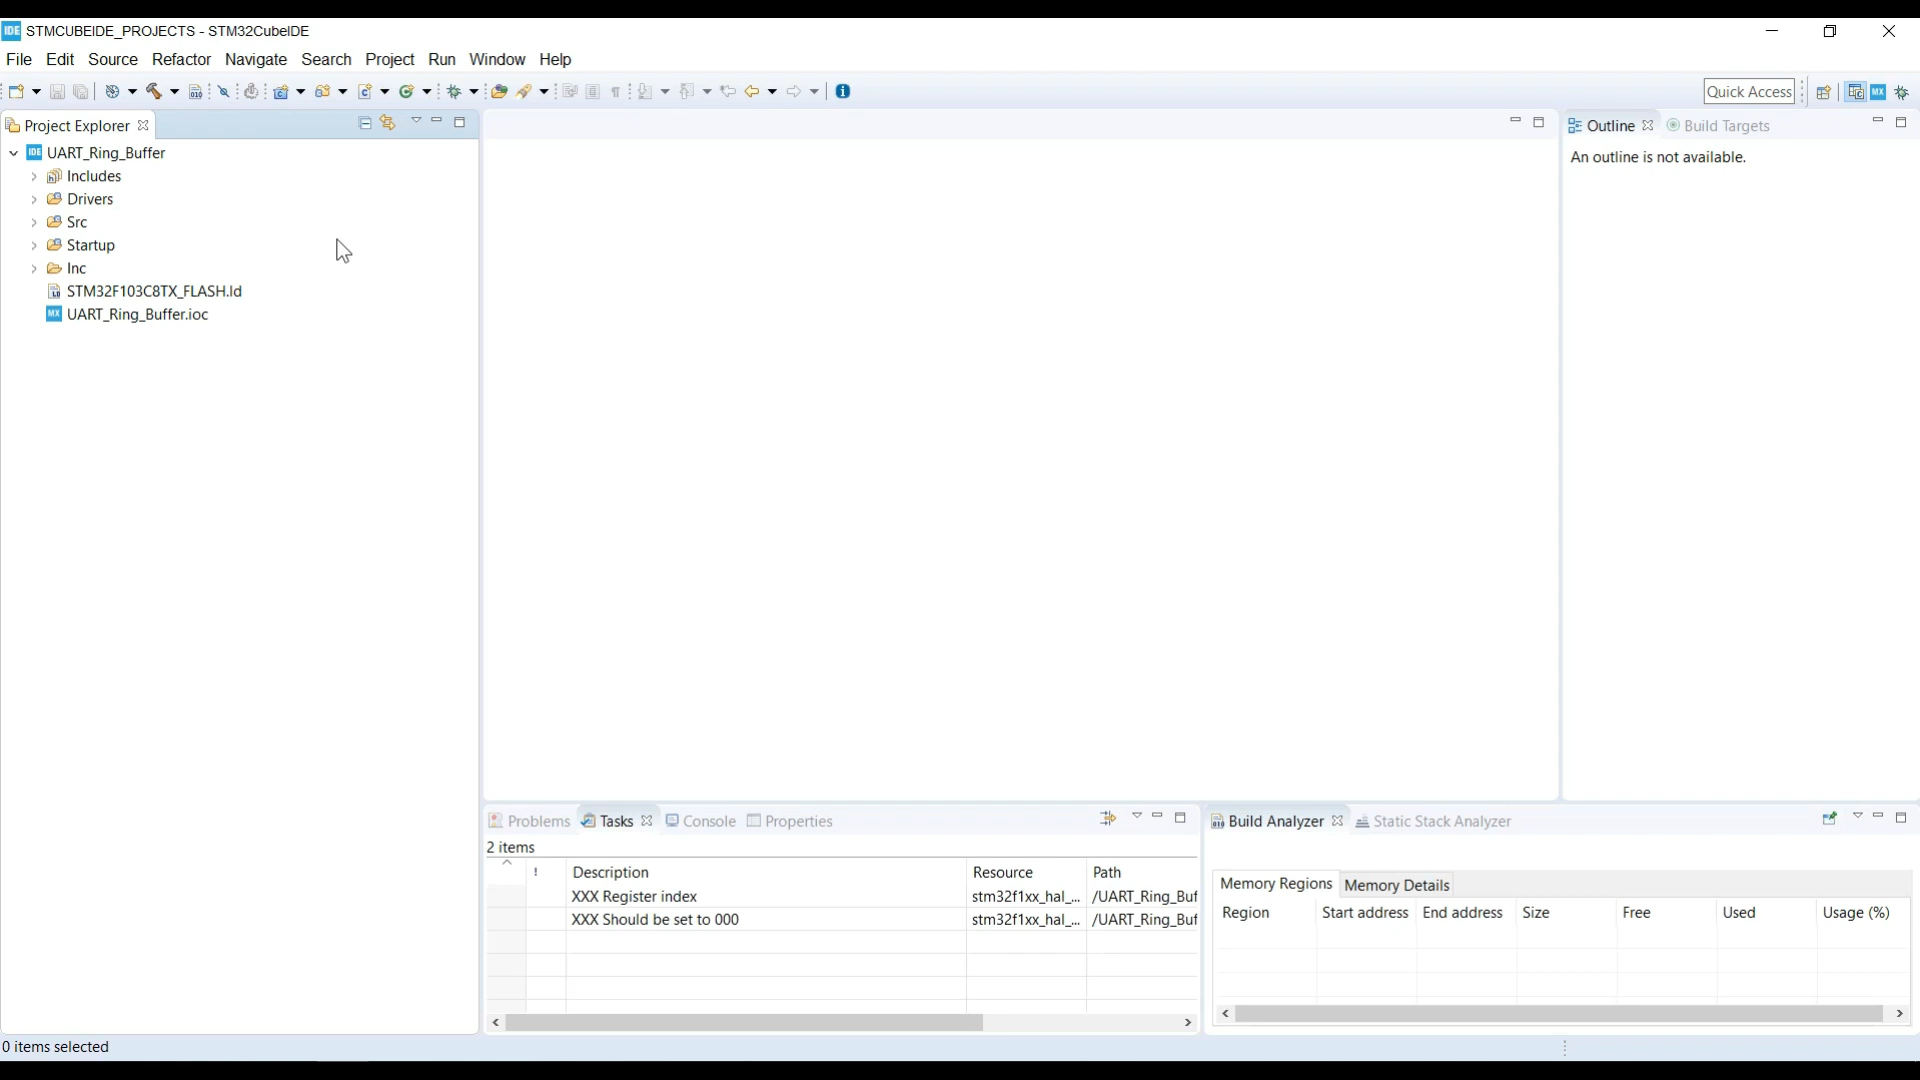 IDE STMCUBEIDE_PROJECTS - STM32CubeIDE
File Edit Source Refactor Navigate Search Project Run Window Help
Quick Access MX
Project Explorer
IDE UART_Ring_Buffer
Includes
Drivers
Src
Startup
Inc
STM32F103C8TX_FLASH.ld
MX UART_Ring_Buffer.ioc
Outline Build Targets
An outline is not available.
Problems Tasks Console Properties
2 items
! Description Resource Path
XXX Register index stm32f1xx_hal_... /UART_Ring_Buf
XXX Should be set to 000 stm32f1xx_hal_... /UART_Ring_Buf
Build Analyzer Static Stack Analyzer
Memory Regions Memory Details
Region Start address End address Size Free Used Usage (%)
0 items selected